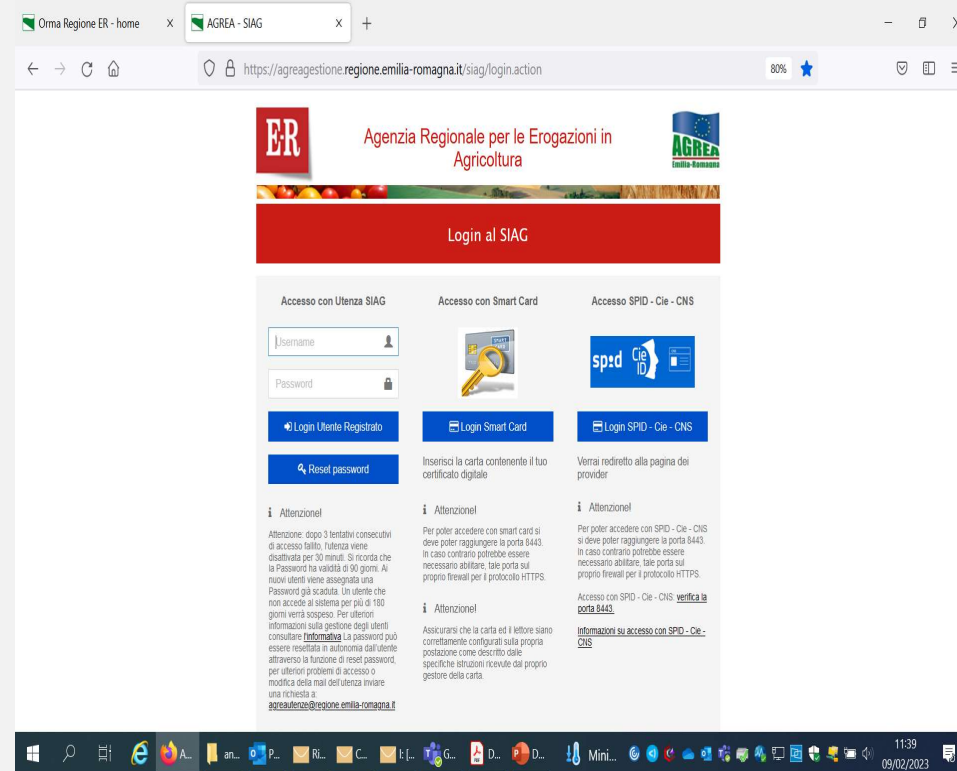 Orma Regione ER - home X
AGREA - SIAG X +
https://agreagestione.regione.emilia-romagna.it/siag/login.action 80%
E-R
Agenzia Regionale per le Erogazioni in
Agricoltura
AGREA
Emilia-Romagna
Login al SIAG
Accesso con Utenza SIAG
Username
Password
Login Utente Registrato
Reset password
Attenzione!
Attenzione: dopo 3 tentativi consecutivi
di accesso fallito, l'utenza viene
disattivata per 30 minuti. Si ricorda che
la Password ha validità di 90 giorni. Ai
nuovi utenti viene assegnata una
Password già scaduta. Un utente che
non accede al sistema per più di 180
giorni verrà sospeso. Per ulteriori
informazioni sulla gestione degli utenti
consultare l'informativa La password può
essere resettata in autonomia dall'utente
attraverso la funzione di reset password,
per ulteriori problemi di accesso o
modifica della mail dell'utenza inviare
una richiesta a:
agreautenze@regione.emilia-romagna.it
Accesso con Smart Card
SMART
Login Smart Card
Inserisci la carta contenente il tuo
certificato digitale
Attenzione!
Per poter accedere con smart card si
deve poter raggiungere la porta 8443.
In caso contrario potrebbe essere
necessario abilitare, tale porta sul
proprio firewall per il protocollo HTTPS.
Attenzione!
Assicurarsi che la carta ed il lettore siano
correttamente configurati sulla propria
postazione come descritto dalle
specifiche istruzioni ricevute dal proprio
gestore della carta.
Accesso SPID - Cie - CNS
spid Cie ID
Login SPID - Cie - CNS
Verrai rediretto alla pagina dei
provider
Attenzione!
Per poter accedere con SPID - Cie - CNS
si deve poter raggiungere la porta 8443.
In caso contrario potrebbe essere
necessario abilitare, tale porta sul
proprio firewall per il protocollo HTTPS.
Accesso con SPID - Cie - CNS: verifica la
porta 8443.
Informazioni su accesso con SPID - Cie -
CNS
A... an... P... Ri... C... I: [... G... D... D... Mini... 11:39
09/02/2023